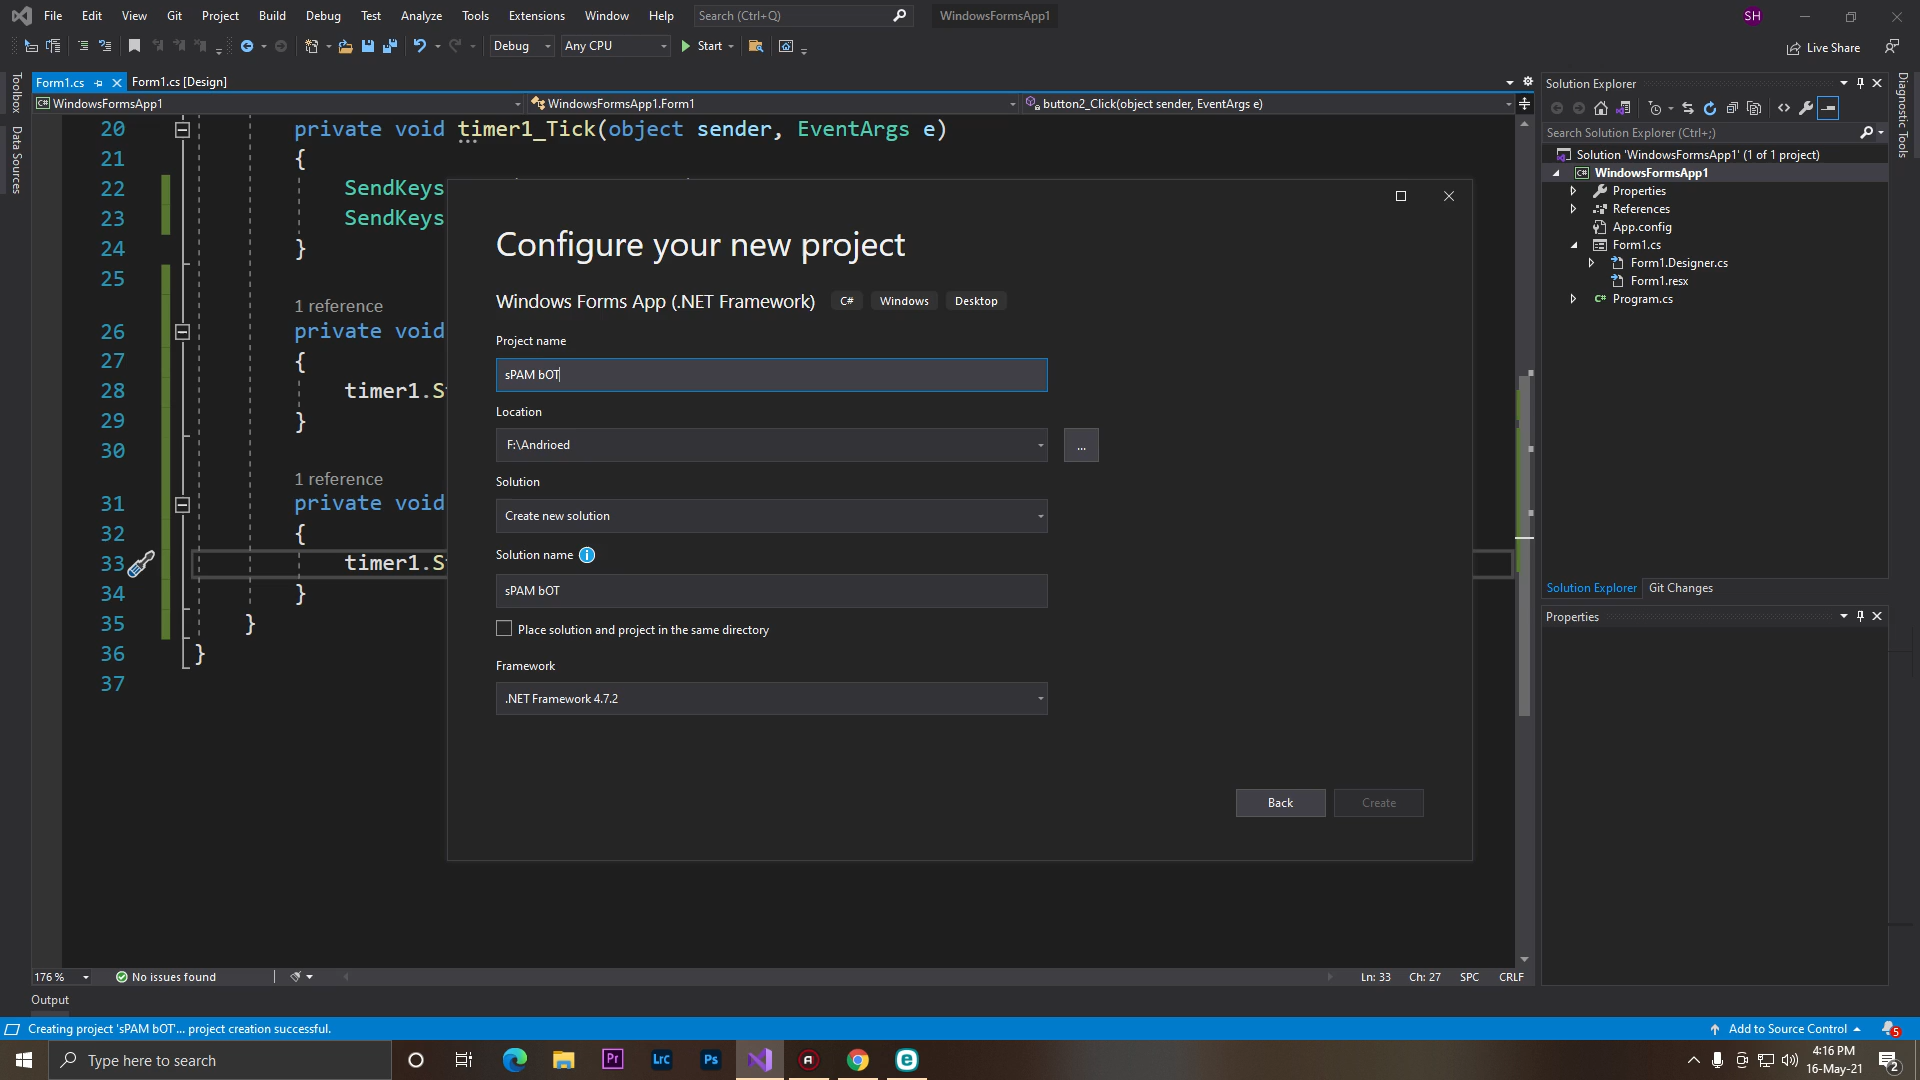 File Edit View Git Project Build Debug Test Analyze Tools Extensions Window Help Search (Ctrl+Q) WindowsFormsApp1 SH
Debug Any CPU Start Live Share
Form1.cs Form1.cs [Design]
WindowsFormsApp1 WindowsFormsApp1.Form1 button2_Click(object sender, EventArgs e)
Toolbox
Data Sources
20 private void timer1_Tick(object sender, EventArgs e)
21 {
22 SendKeys
23 SendKeys
24 }
25
1 reference
26 private void
27 {
28 timer1.S
29 }
30
1 reference
31 private void
32 {
33 timer1.S
34 }
35 }
36 }
37
Configure your new project
Windows Forms App (.NET Framework) C# Windows Desktop
Project name
sPAM bOT
Location
F:\Andrioed
...
Solution
Create new solution
Solution name
sPAM bOT
Place solution and project in the same directory
Framework
.NET Framework 4.7.2
Back Create
Solution Explorer
Search Solution Explorer (Ctrl+;)
Solution 'WindowsFormsApp1' (1 of 1 project)
WindowsFormsApp1
Properties
References
App.config
Form1.cs
Form1.Designer.cs
Form1.resx
Program.cs
Solution Explorer Git Changes
Properties
Diagnostic Tools
176 % No issues found Ln: 33 Ch: 27 SPC CRLF
Output
Creating project 'sPAM bOT'... project creation successful. Add to Source Control 5
Type here to search Pr Lrc Ps 4:16 PM
16-May-21 2